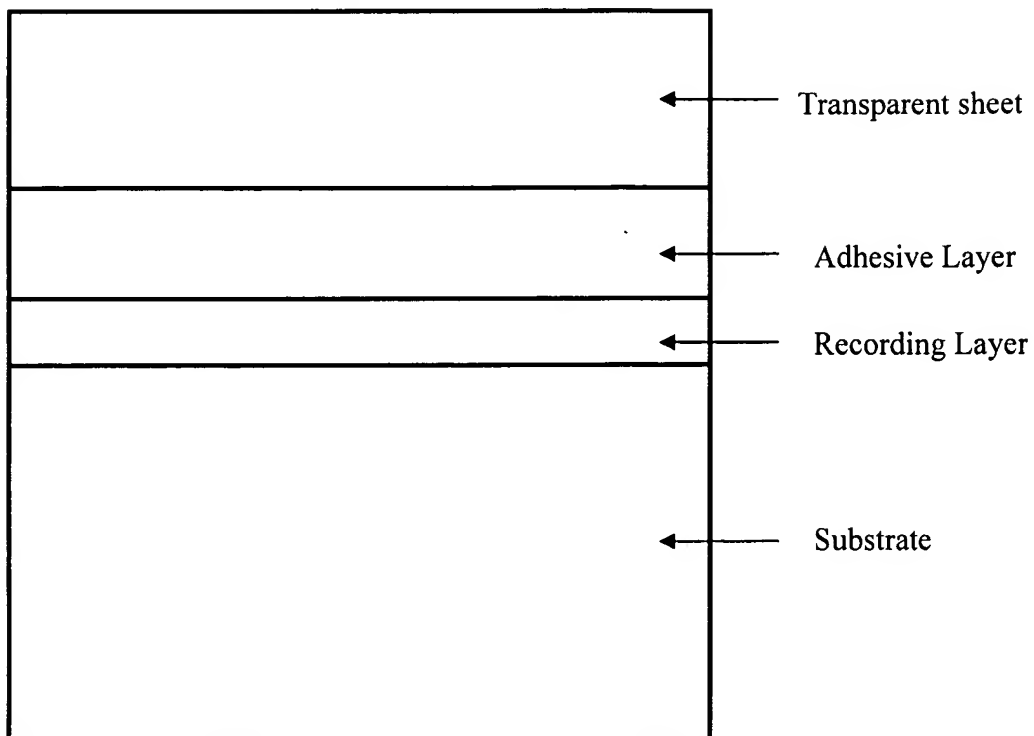 Transparent sheet
Adhesive Layer
Recording Layer
Substrate